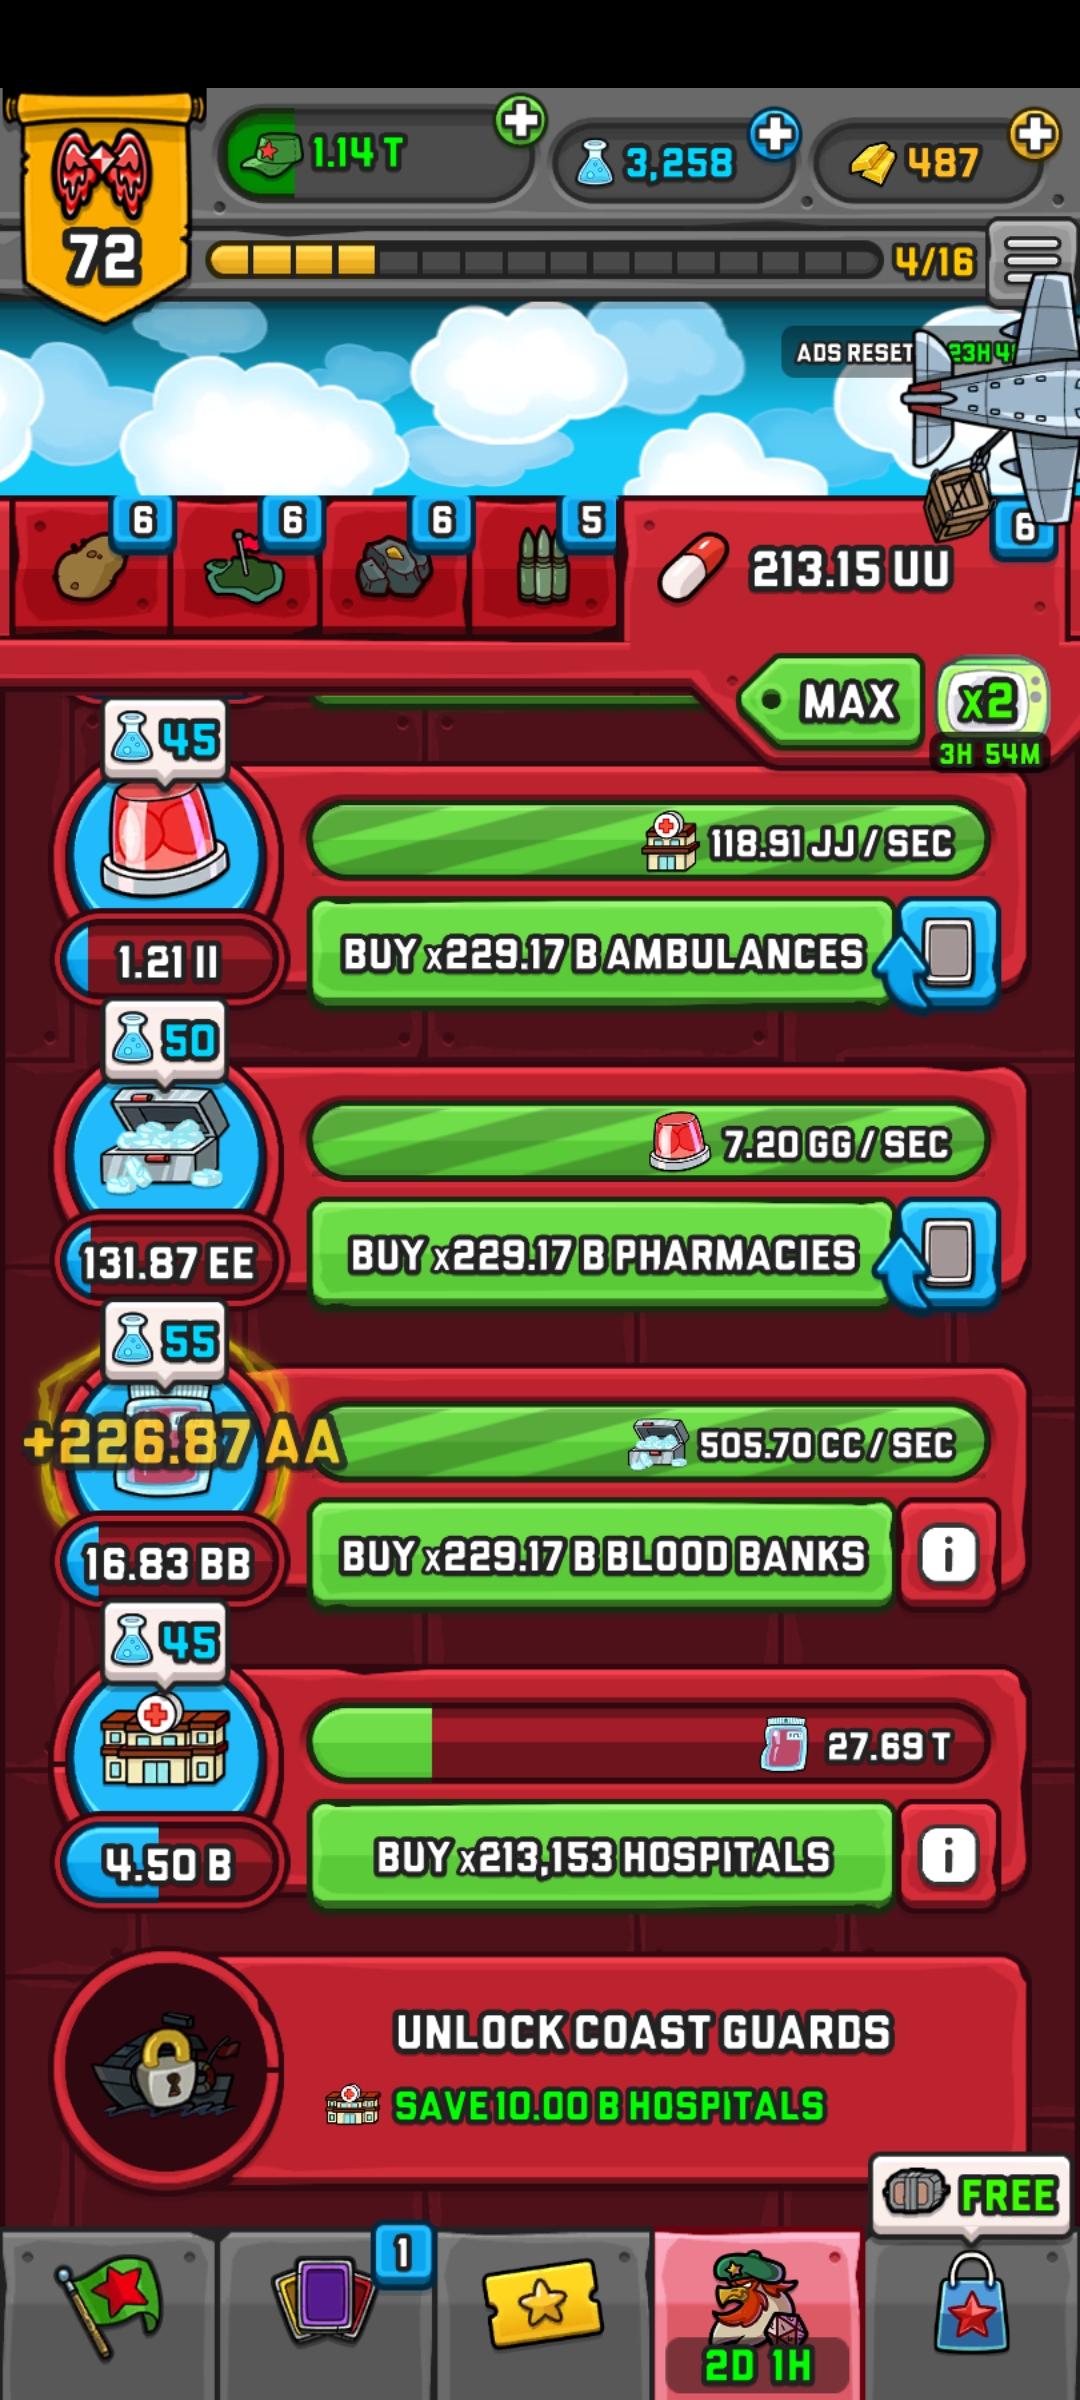 72
1.14 T
3,258
487
4/16
ADS RESET 23H 4
6
6
6
5
213.15 UU
6
MAX
x2
3H 54M
45
118.91 JJ / SEC
1.21 II
BUY x229.17 B AMBULANCES
50
7.20 GG / SEC
131.87 EE
BUY x229.17 B PHARMACIES
55
+226.87 AA
505.70 CC / SEC
16.83 BB
BUY x229.17 B BLOOD BANKS
i
45
27.69 T
4.50 B
BUY x213,153 HOSPITALS
i
UNLOCK COAST GUARDS
SAVE 10.00 B HOSPITALS
FREE
1
2D 1H